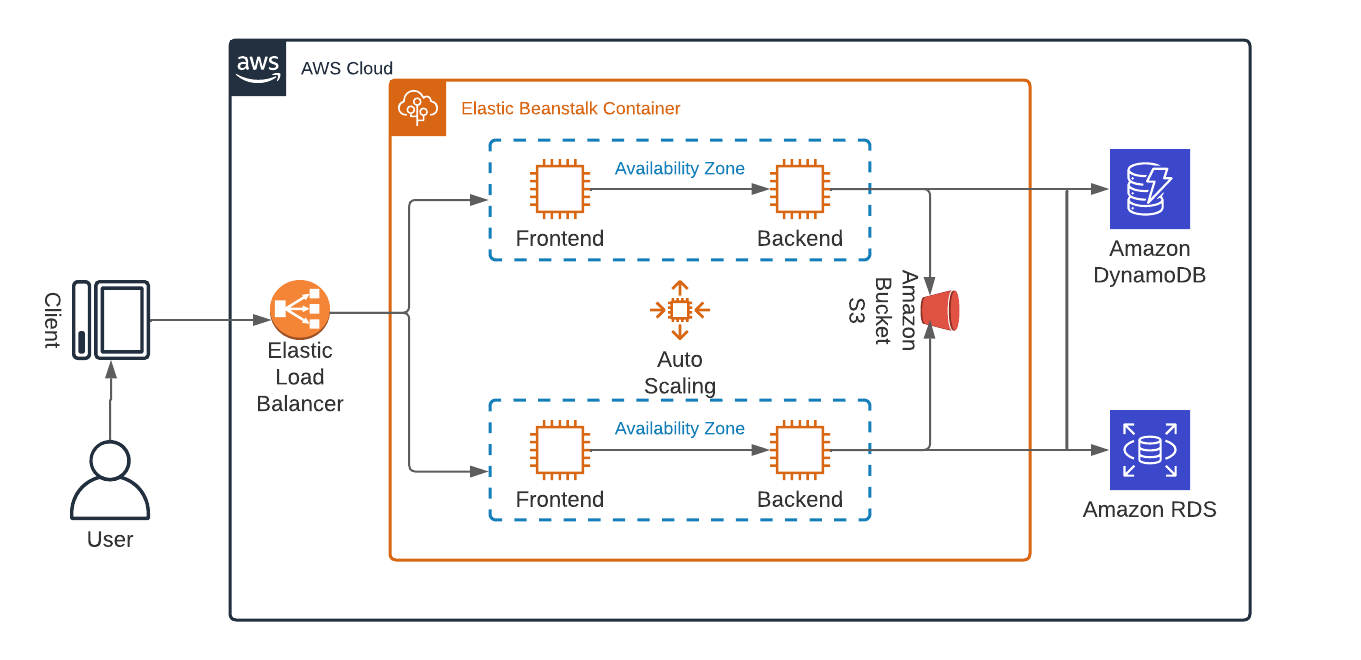 aws
AWS Cloud
Elastic Beanstalk Container
Availability Zone
Frontend
Backend
Amazon
DynamoDB
Client
Elastic
Load
Balancer
Auto
Scaling
Amazon
Bucket
S3
Availability Zone
Frontend
Backend
Amazon RDS
User